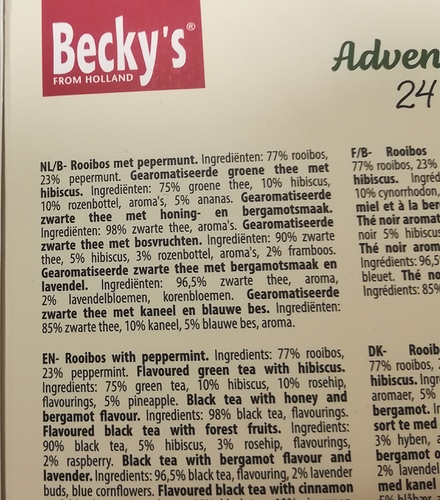 Becky's®
FROM HOLLAND
Adven
24
NL/B- Rooibos met pepermunt. Ingrediënten: 77% rooibos,
23% pepermunt. Gearomatiseerde groene thee met
hibiscus. Ingrediënten: 75% groene thee, 10% hibiscus,
10% rozenbottel, aroma's, 5% ananas. Gearomatiseerde
zwarte thee met honing- en bergamotsmaak.
Ingrediënten: 98% zwarte thee, aroma's. Gearomatiseerde
zwarte thee met bosvruchten. Ingrediënten: 90% zwarte
thee, 5% hibiscus, 3% rozenbottel, aroma's, 2% framboos.
Gearomatiseerde zwarte thee met bergamotsmaak en
lavendel. Ingrediënten: 96,5% zwarte thee, aroma,
2% lavendelbloemen, korenbloemen. Gearomatiseerde
zwarte thee met kaneel en blauwe bes. Ingrediënten:
85% zwarte thee, 10% kaneel, 5% blauwe bes, aroma.
F/B- Rooibos
77% rooibos, 23%
hibiscus. Ingréd
10% cynorrhodon,
miel et à la ber
Thé noir aromat
noir 5% hibiscus
Thé noir arom
Ingrédients: 96,5
bleuet. Thé no
Ingrédients: 85%
EN- Rooibos with peppermint. Ingredients: 77% rooibos,
23% peppermint. Flavoured green tea with hibiscus.
Ingredients: 75% green tea, 10% hibiscus, 10% rosehip,
flavourings, 5% pineapple. Black tea with honey and
bergamot flavour. Ingredients: 98% black tea, flavourings.
Flavoured black tea with forest fruits. Ingredients:
90% black tea, 5% hibiscus, 3% rosehip, flavourings,
2% raspberry. Black tea with bergamot flavour and
lavender. Ingredients: 96,5% black tea, flavouring, 2% lavender
buds, blue cornflowers. Flavoured black tea with cinnamon
DK- Rooib
77% rooibos, 2
hibiscus. Ingr
aromaer, 5%
bergamot. In
sort te med
3% hyben, a
bergamot
2% lavendel
med kanel
5% blåbær